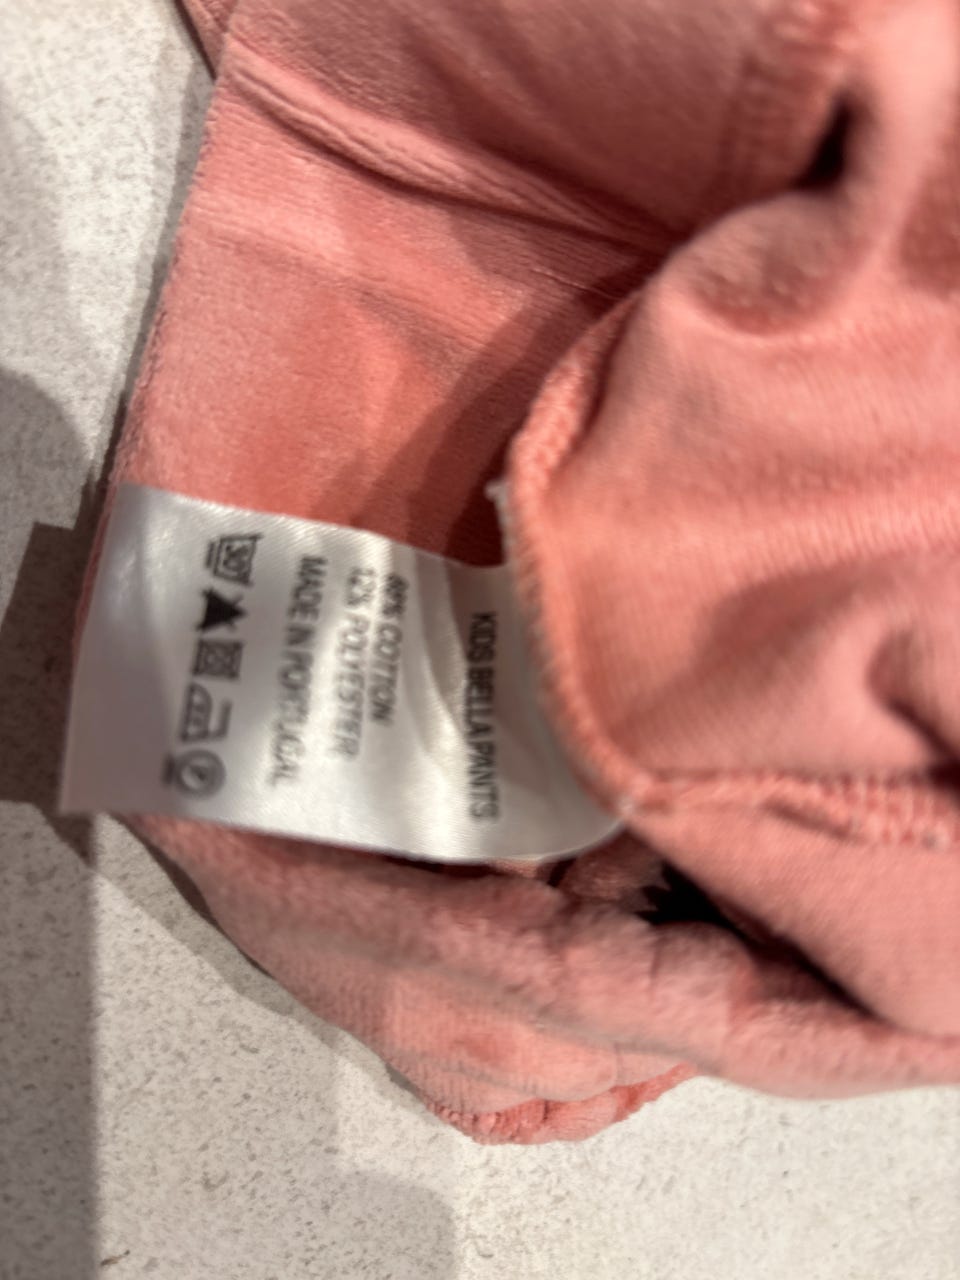 KIDS BELLA PANTS
88% COTTON
12% POLYESTER
MADE IN PORTUGAL
P